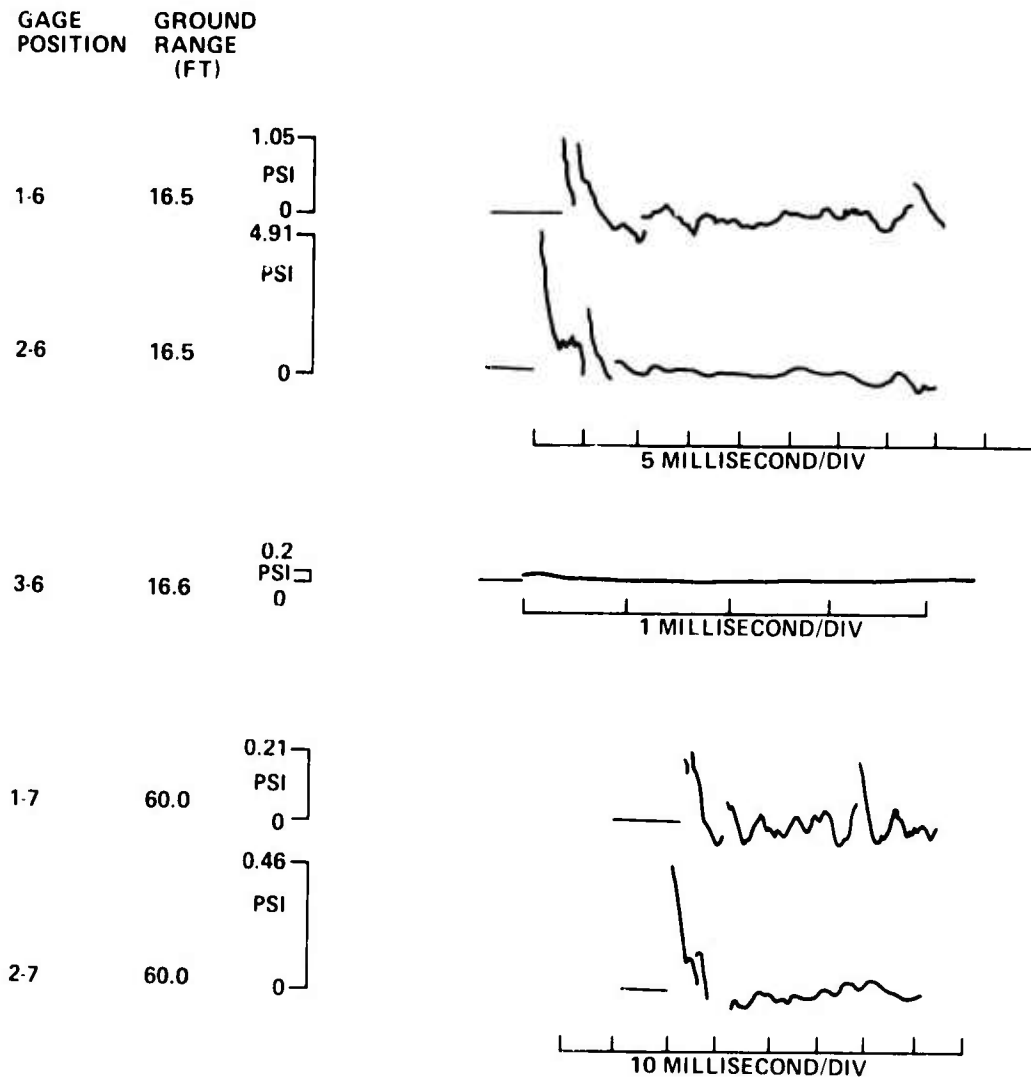 GAGE POSITION GROUND RANGE (FT)
1.05
PSI
1-6 16.5
0
4.91
PSI
2-6 16.5
0
5 MILLISECOND/DIV
0.2
PSI
3-6 16.6
0
1 MILLISECOND/DIV
0.21
PSI
1-7 60.0
0
0.46
PSI
2-7 60.0
0
10 MILLISECOND/DIV